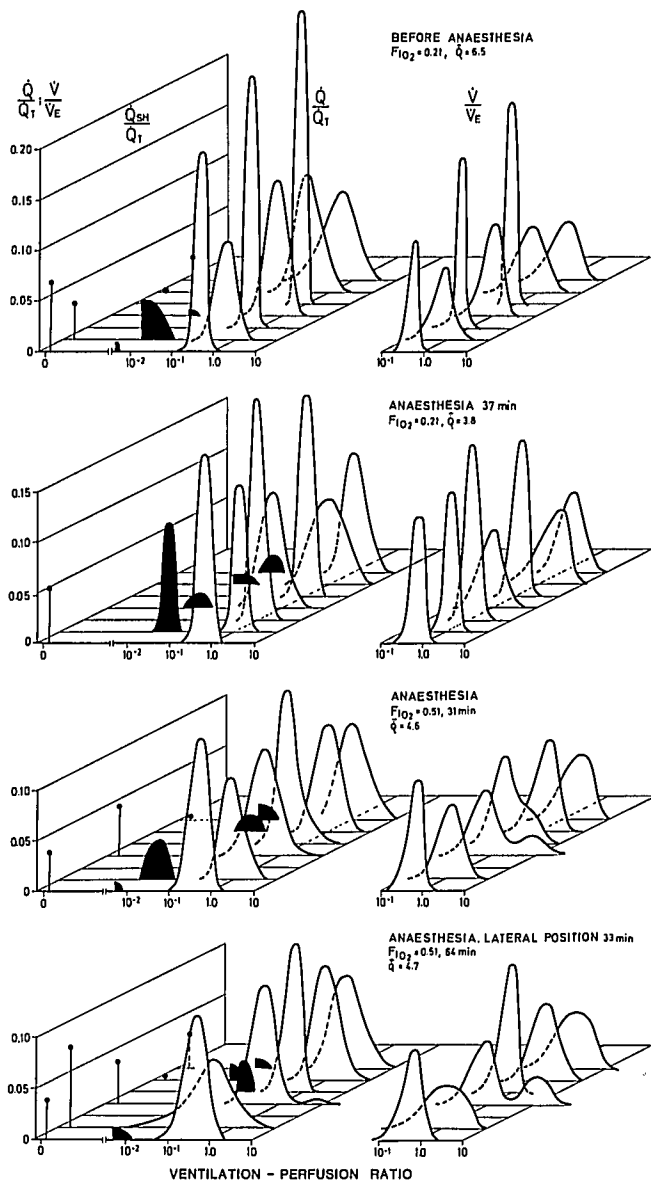 BEFORE ANAESTHESIA
FIO2 = 0.21, Q̇ = 6.5
Q̇/Q̇T ; V̇/V̇E
Q̇SH/Q̇T
Q̇/Q̇T
V̇/V̇E
0.20
0.15
0.10
0.05
0
0 10-2 10-1 1.0 10
10-1 1.0 10
ANAESTHESIA 37 min
FIO2 = 0.21, Q̇ = 3.8
0.15
0.10
0.05
0
0 10-2 10-1 1.0 10
10-1 1.0 10
ANAESTHESIA
FIO2 = 0.51, 31 min
Q̇ = 4.6
0.10
0.05
0
0 10-2 10-1 1.0 10
10-1 1.0 10
ANAESTHESIA. LATERAL POSITION 33 min
FIO2 = 0.51, 64 min
Q̇ = 4.7
0.10
0.05
0
0 10-2 10-1 1.0 10
10-1 1.0 10
VENTILATION - PERFUSION RATIO